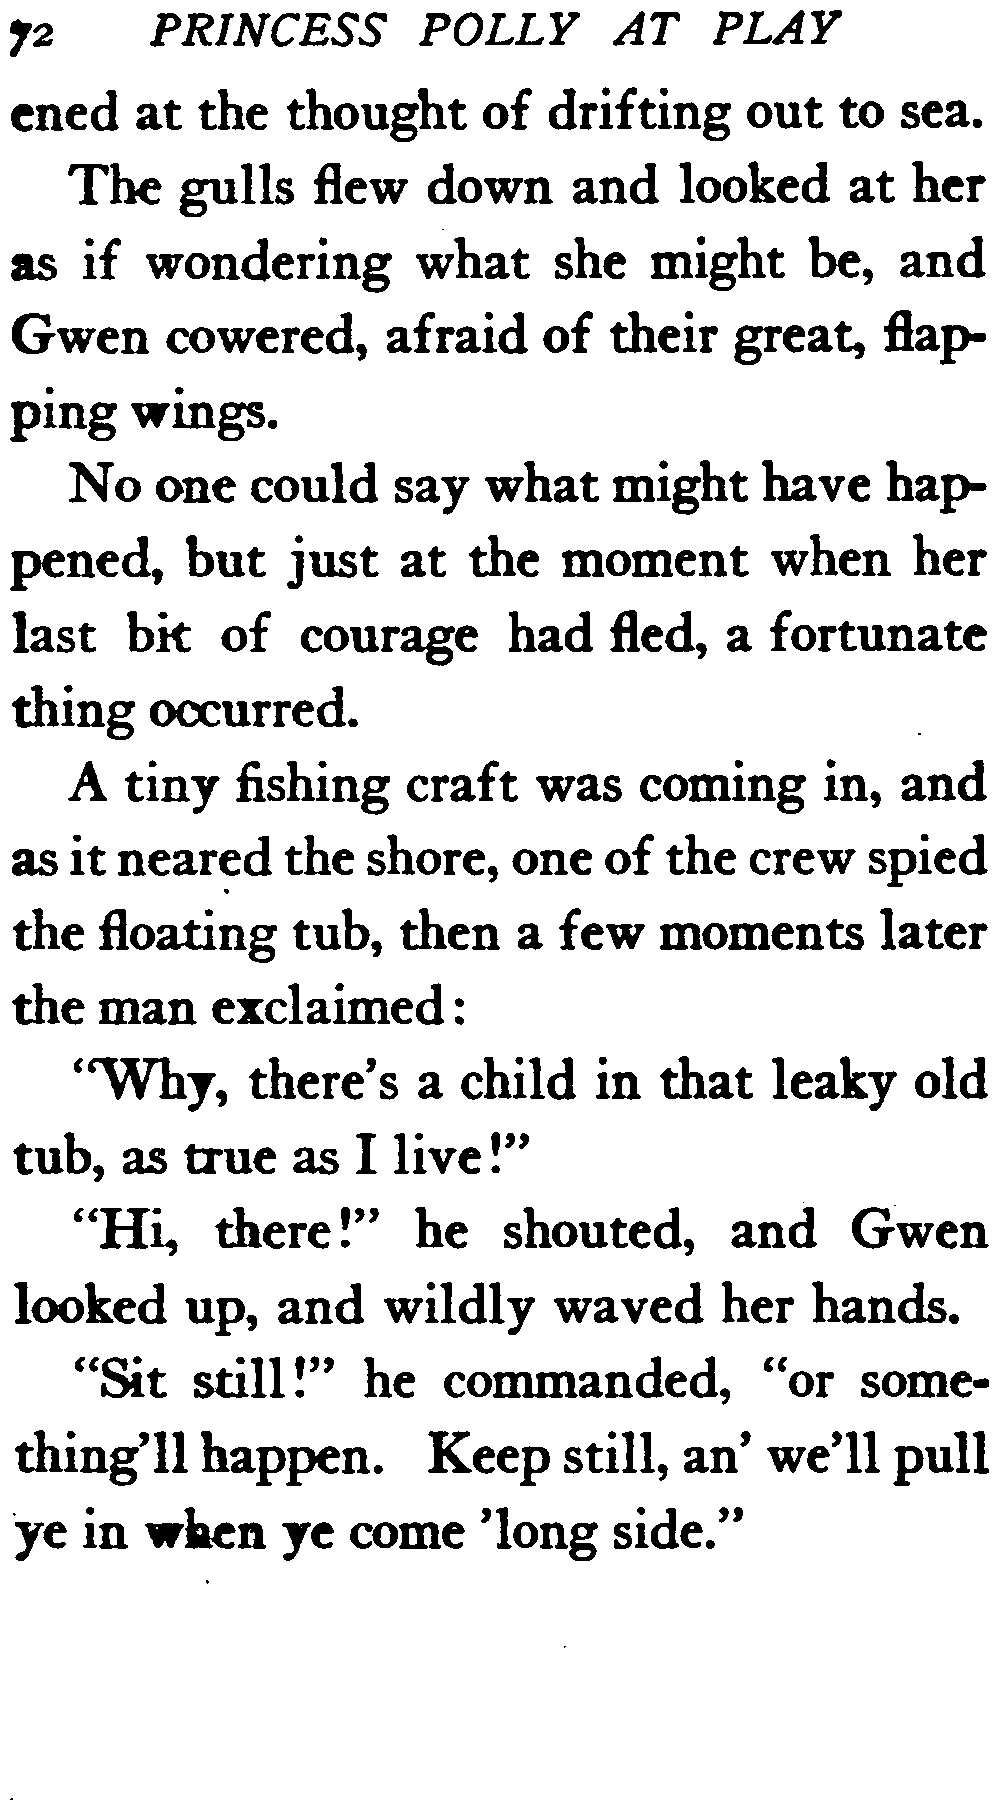 72 PRINCESS POLLY AT PLAY
ened at the thought of drifting out to sea.
The gulls flew down and looked at her
as if wondering what she might be, and
Gwen cowered, afraid of their great, flap-
ping wings.
No one could say what might have hap-
pened, but just at the moment when her
last bit of courage had fled, a fortunate
thing occurred.
A tiny fishing craft was coming in, and
as it neared the shore, one of the crew spied
the floating tub, then a few moments later
the man exclaimed:
"Why, there's a child in that leaky old
tub, as true as I live!"
"Hi, there!" he shouted, and Gwen
looked up, and wildly waved her hands.
"Sit still!" he commanded, "or some-
thing'll happen. Keep still, an' we'll pull
ye in when ye come 'long side."